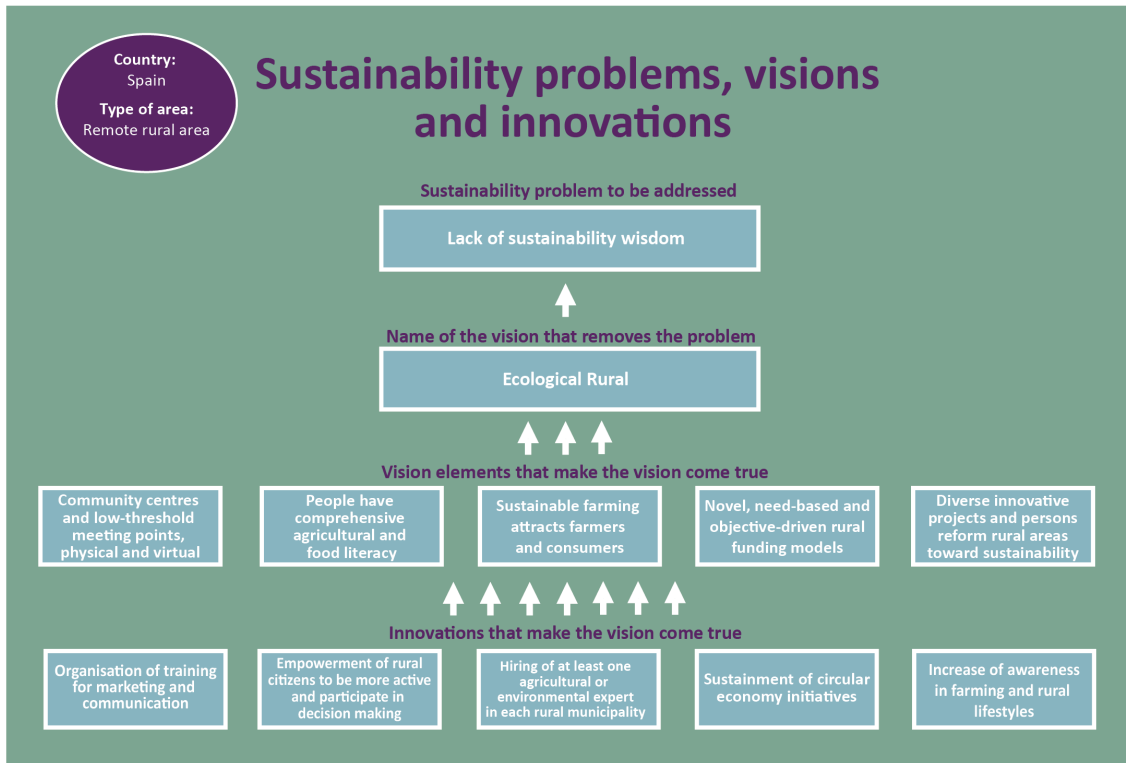 Country:
Spain
Type of area:
Remote rural area
Sustainability problems, visions
and innovations
Sustainability problem to be addressed
Lack of sustainability wisdom
Name of the vision that removes the problem
Ecological Rural
Vision elements that make the vision come true
Community centres
and low-threshold
meeting points,
physical and virtual
People have
comprehensive
agricultural and
food literacy
Sustainable farming
attracts farmers
and consumers
Novel, need-based and
objective-driven rural
funding models
Diverse innovative
projects and persons
reform rural areas
toward sustainability
Innovations that make the vision come true
Organisation of training
for marketing and
communication
Empowerment of rural
citizens to be more active
and participate in
decision making
Hiring of at least one
agricultural or
environmental expert
in each rural municipality
Sustainment of circular
economy initiatives
Increase of awareness
in farming and rural
lifestyles